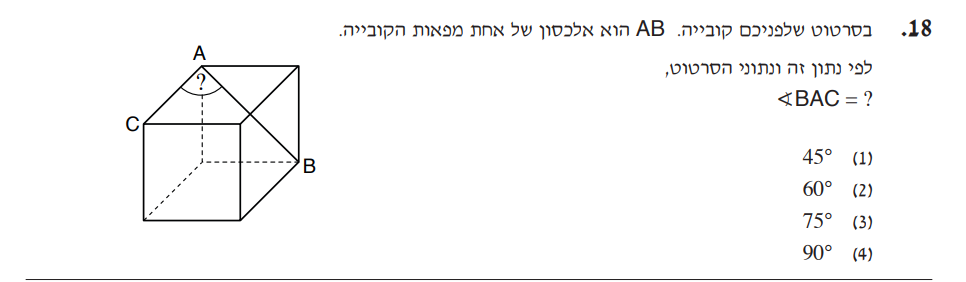 18. בסרטוט שלפניכם קובייה. AB הוא אלכסון של אחת מפאות הקובייה.
לפי נתון זה ונתוני הסרטוט,
∢BAC = ?
(1) 45°
(2) 60°
(3) 75°
(4) 90°
A
?
C
B